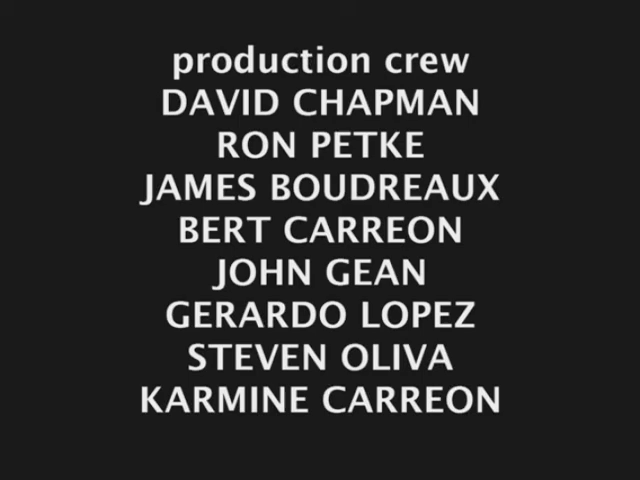 production crew
DAVID CHAPMAN
RON PETKE
JAMES BOUDREAUX
BERT CARREON
JOHN GEAN
GERARDO LOPEZ
STEVEN OLIVA
KARMINE CARREON